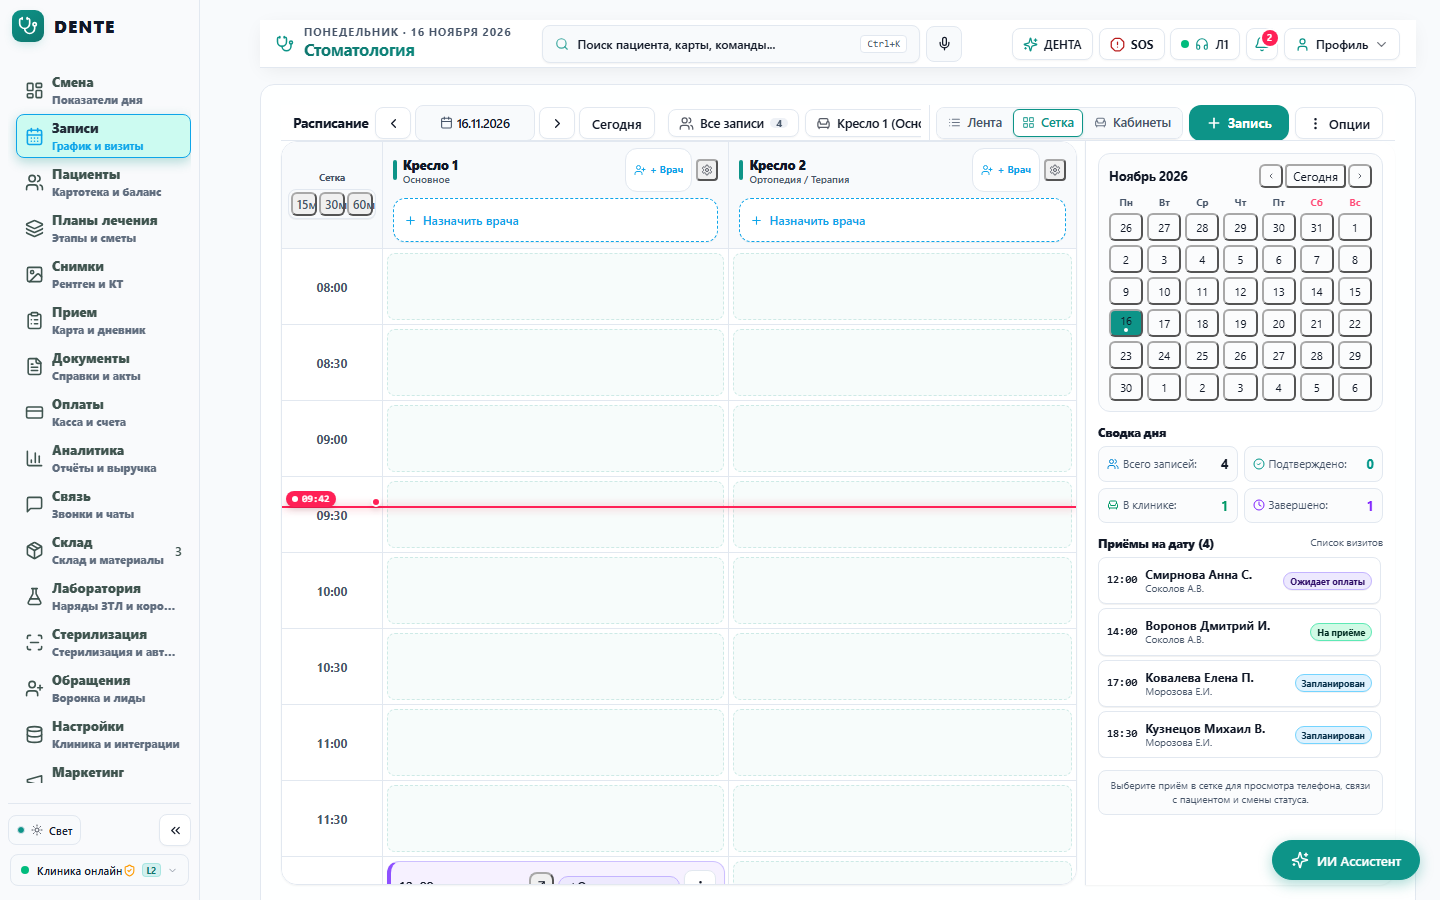 DENTE
Смена
Показатели дня
Записи
График и визиты
Пациенты
Картотека и баланс
Планы лечения
Этапы и сметы
Снимки
Рентген и КТ
Прием
Карта и дневник
Документы
Справки и акты
Оплаты
Касса и счета
Аналитика
Отчёты и выручка
Связь
Звонки и чаты
Склад
Склад и материалы
3
Лаборатория
Наряды ЗТЛ и коро...
Стерилизация
Стерилизация и авт...
Обращения
Воронка и лиды
Настройки
Клиника и интеграции
Маркетинг
Свет
Клиника онлайн
L2
ПОНЕДЕЛЬНИК · 16 НОЯБРЯ 2026
Стоматология
Поиск пациента, карты, команды...
Ctrl+K
ДЕНТА
SOS
Л1
2
Профиль
Расписание
16.11.2026
Сегодня
Все записи 4
Кресло 1 (Осно
Лента
Сетка
Кабинеты
Запись
Опции
Сетка
15м 30м 60м
Кресло 1
Основное
+ Врач
Назначить врача
Кресло 2
Ортопедия / Терапия
+ Врач
Назначить врача
08:00
08:30
09:00
09:42
09:30
10:00
10:30
11:00
11:30
Ноябрь 2026
Сегодня
Пн Вт Ср Чт Пт Сб Вс
26 27 28 29 30 31 1
2 3 4 5 6 7 8
9 10 11 12 13 14 15
16 17 18 19 20 21 22
23 24 25 26 27 28 29
30 1 2 3 4 5 6
Сводка дня
Всего записей: 4
Подтверждено: 0
В клинике: 1
Завершено: 1
Приёмы на дату (4)
Список визитов
12:00 Смирнова Анна С.
Соколов А.В.
Ожидает оплаты
14:00 Воронов Дмитрий И.
Соколов А.В.
На приёме
17:00 Ковалева Елена П.
Морозова Е.И.
Запланирован
18:30 Кузнецов Михаил В.
Морозова Е.И.
Запланирован
Выберите приём в сетке для просмотра телефона, связи
с пациентом и смены статуса.
ИИ Ассистент